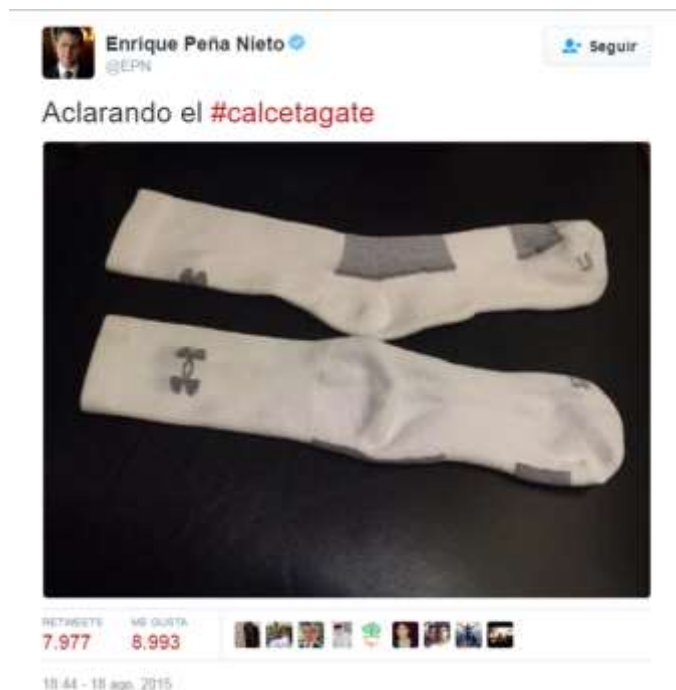 Enrique Peña Nieto
@EPN
Seguir
Aclarando el #calcetagate
RETWEETS ME GUSTA
7.977 8.993
18:44 - 18 ago. 2015